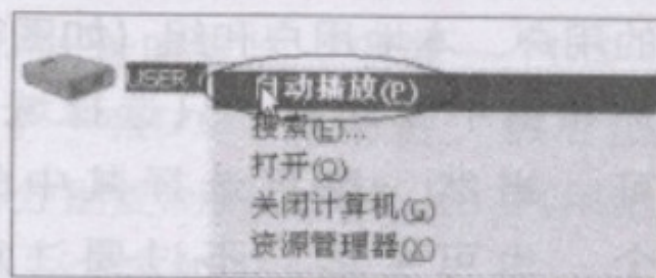 USER (
自动播放(P)
搜索(E)...
打开(O)
关闭计算机(G)
资源管理器(X)